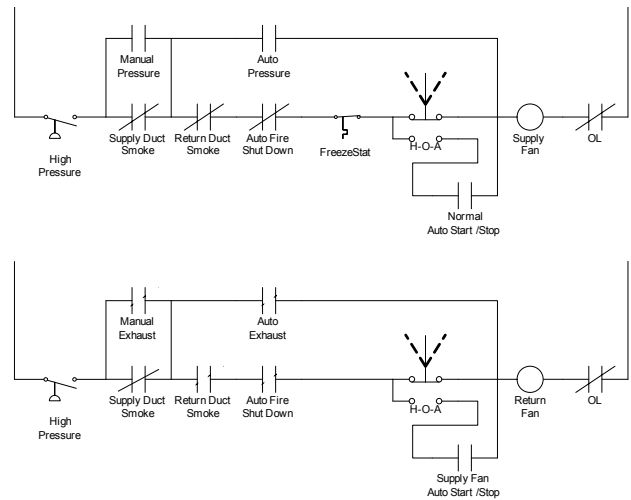 Manual
Pressure
Auto
Pressure
High
Pressure
Supply Duct
Smoke
Return Duct
Smoke
Auto Fire
Shut Down
FreezeStat
H-O-A
Supply
Fan
OL
Normal
Auto Start /Stop
Manual
Exhaust
Auto
Exhaust
High
Pressure
Supply Duct
Smoke
Return Duct
Smoke
Auto Fire
Shut Down
H-O-A
Return
Fan
OL
Supply Fan
Auto Start /Stop